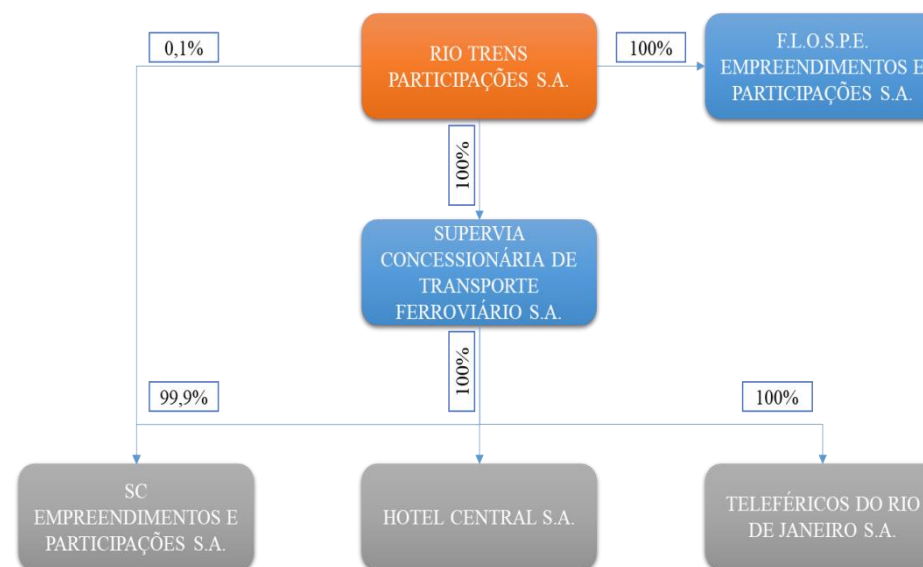 0,1%
RIO TRENS
PARTICIPAÇÕES S.A.
100%
F.L.O.S.P.E.
EMPREENDIMENTOS E
PARTICIPAÇÕES S.A.
100%
SUPERVIA
CONCESSIONÁRIA DE
TRANSPORTE
FERROVIÁRIO S.A.
100%
99,9%
100%
SC
EMPREENDIMENTOS E
PARTICIPAÇÕES S.A.
HOTEL CENTRAL S.A.
TELEFÉRICOS DO RIO
DE JANEIRO S.A.